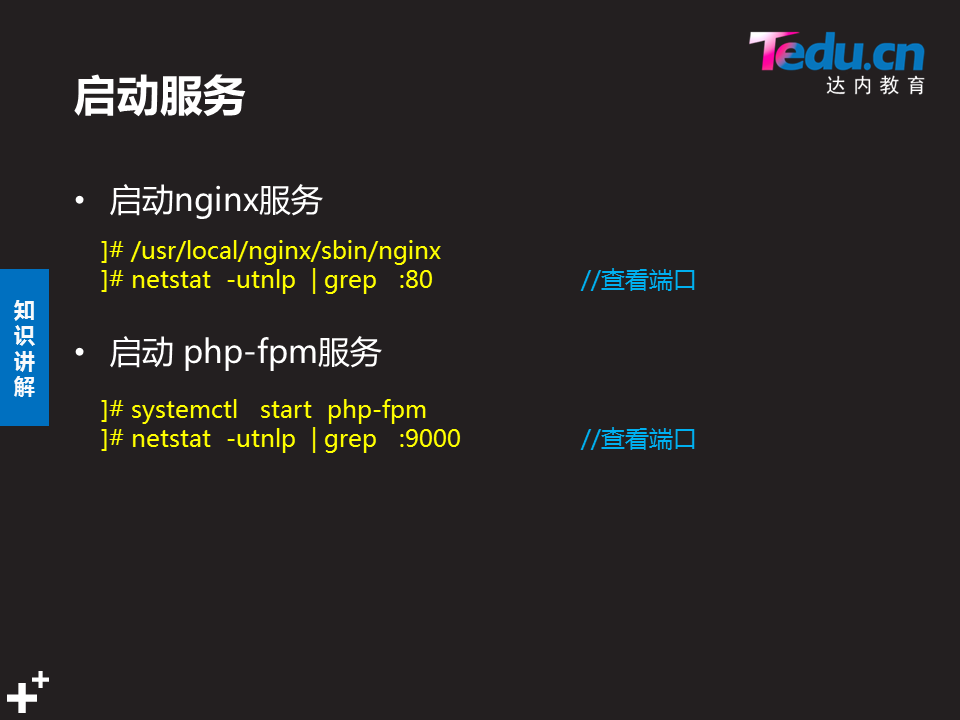 Tedu.cn
达内教育
启动服务
• 启动nginx服务
]# /usr/local/nginx/sbin/nginx
]# netstat -utnlp | grep :80 //查看端口
知识讲解
• 启动 php-fpm服务
]# systemctl start php-fpm
]# netstat -utnlp | grep :9000 //查看端口